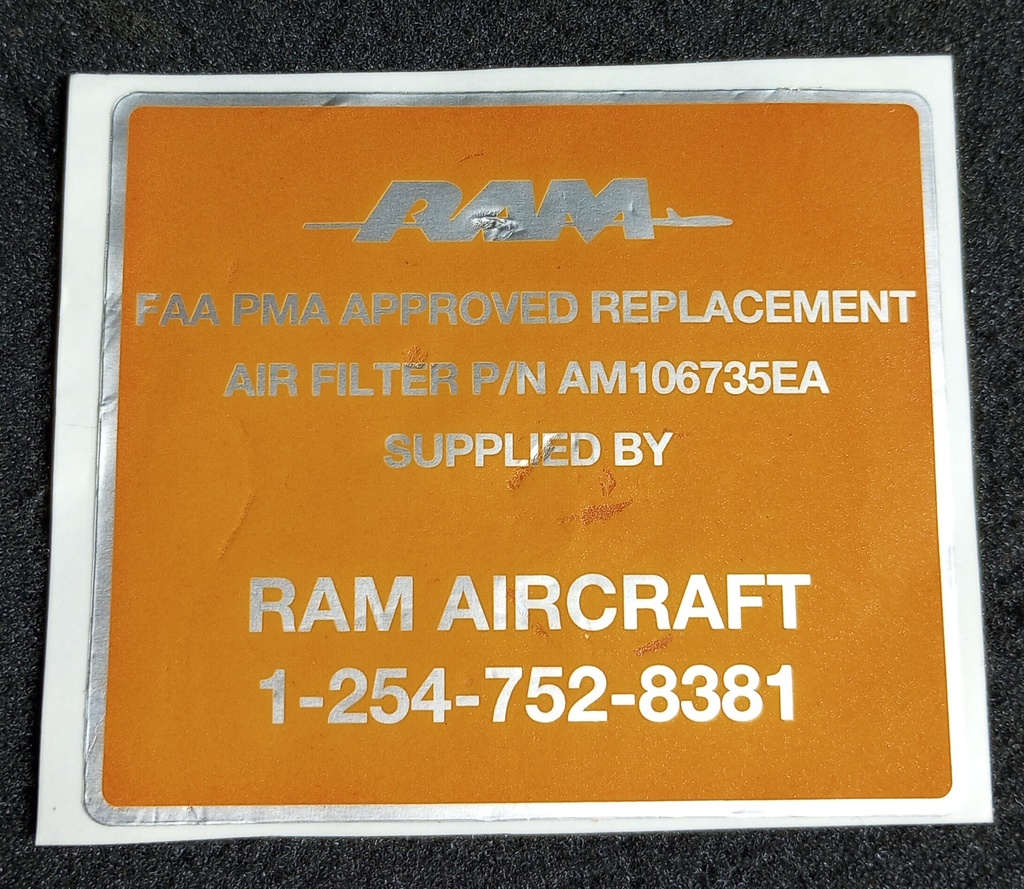 RAM
FAA PMA APPROVED REPLACEMENT
AIR FILTER P/N AM106735EA
SUPPLIED BY
RAM AIRCRAFT
1-254-752-8381